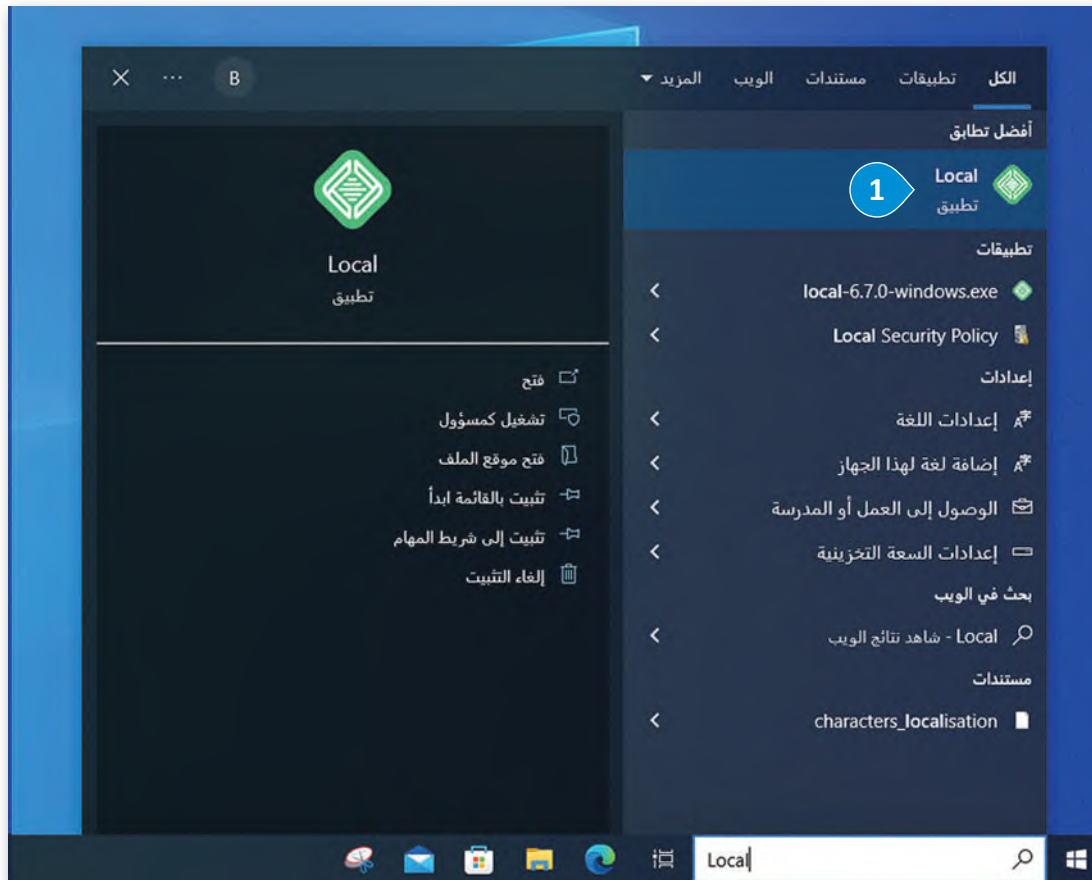 الكل تطبيقات مستندات الويب المزيد
B
أفضل تطابق
Local
تطبيق
1
تطبيقات
local-6.7.0-windows.exe
Local Security Policy
إعدادات
إعدادات اللغة
إضافة لغة لهذا الجهاز
الوصول إلى العمل أو المدرسة
إعدادات السعة التخزينية
بحث في الويب
Local - شاهد نتائج الويب
مستندات
characters_localisation
Local
تطبيق
فتح
تشغيل كمسؤول
فتح موقع الملف
تثبيت بالقائمة ابدأ
تثبيت إلى شريط المهام
إلغاء التثبيت
Local